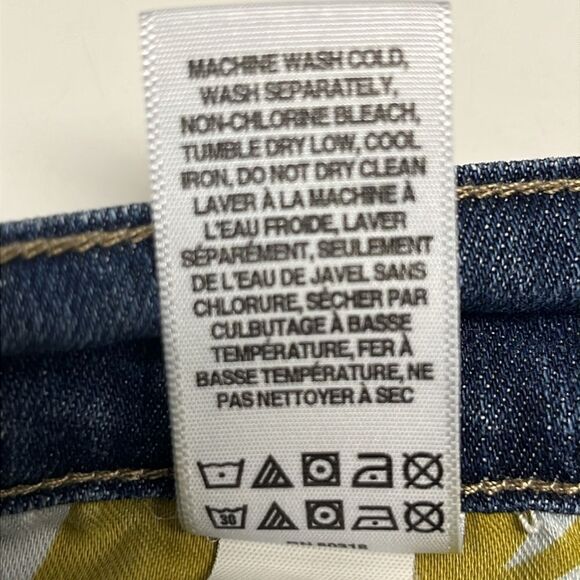 MACHINE WASH COLD,
WASH SEPARATELY,
NON-CHLORINE BLEACH,
TUMBLE DRY LOW, COOL
IRON, DO NOT DRY CLEAN
LAVER À LA MACHINE À
L'EAU FROIDE, LAVER
SÉPARÉMENT, SEULEMENT
DE L'EAU DE JAVEL SANS
CHLORURE, SÉCHER PAR
CULBUTAGE À BASSE
TEMPÉRATURE, FER À
BASSE TEMPÉRATURE, NE
PAS NETTOYER À SEC
30